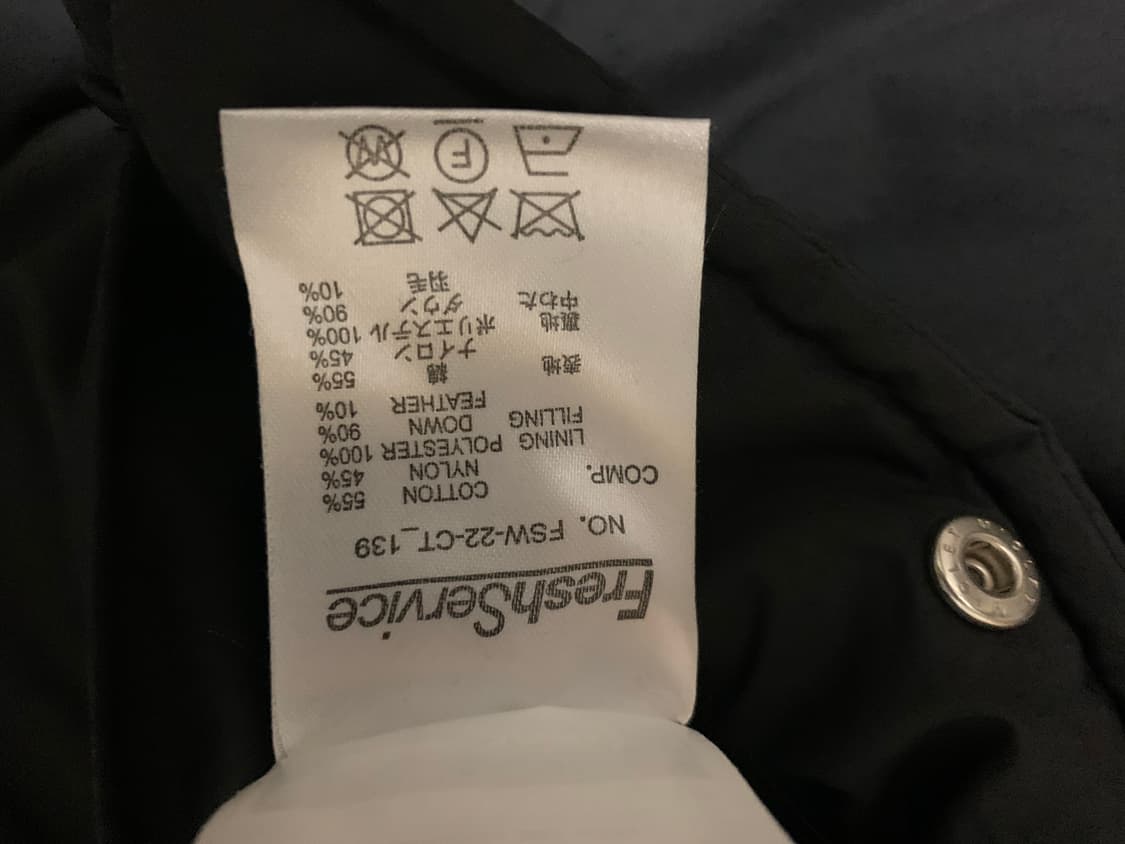 FreshService
NO. FSW-22-CT_139
COMP. COTTON 55%
NYLON 45%
LINING POLYESTER 100%
FILLING DOWN 90%
FEATHER 10%
表地 綿 55%
ナイロン 45%
裏地 ポリエステル 100%
中わた ダウン 90%
羽毛 10%
F
W